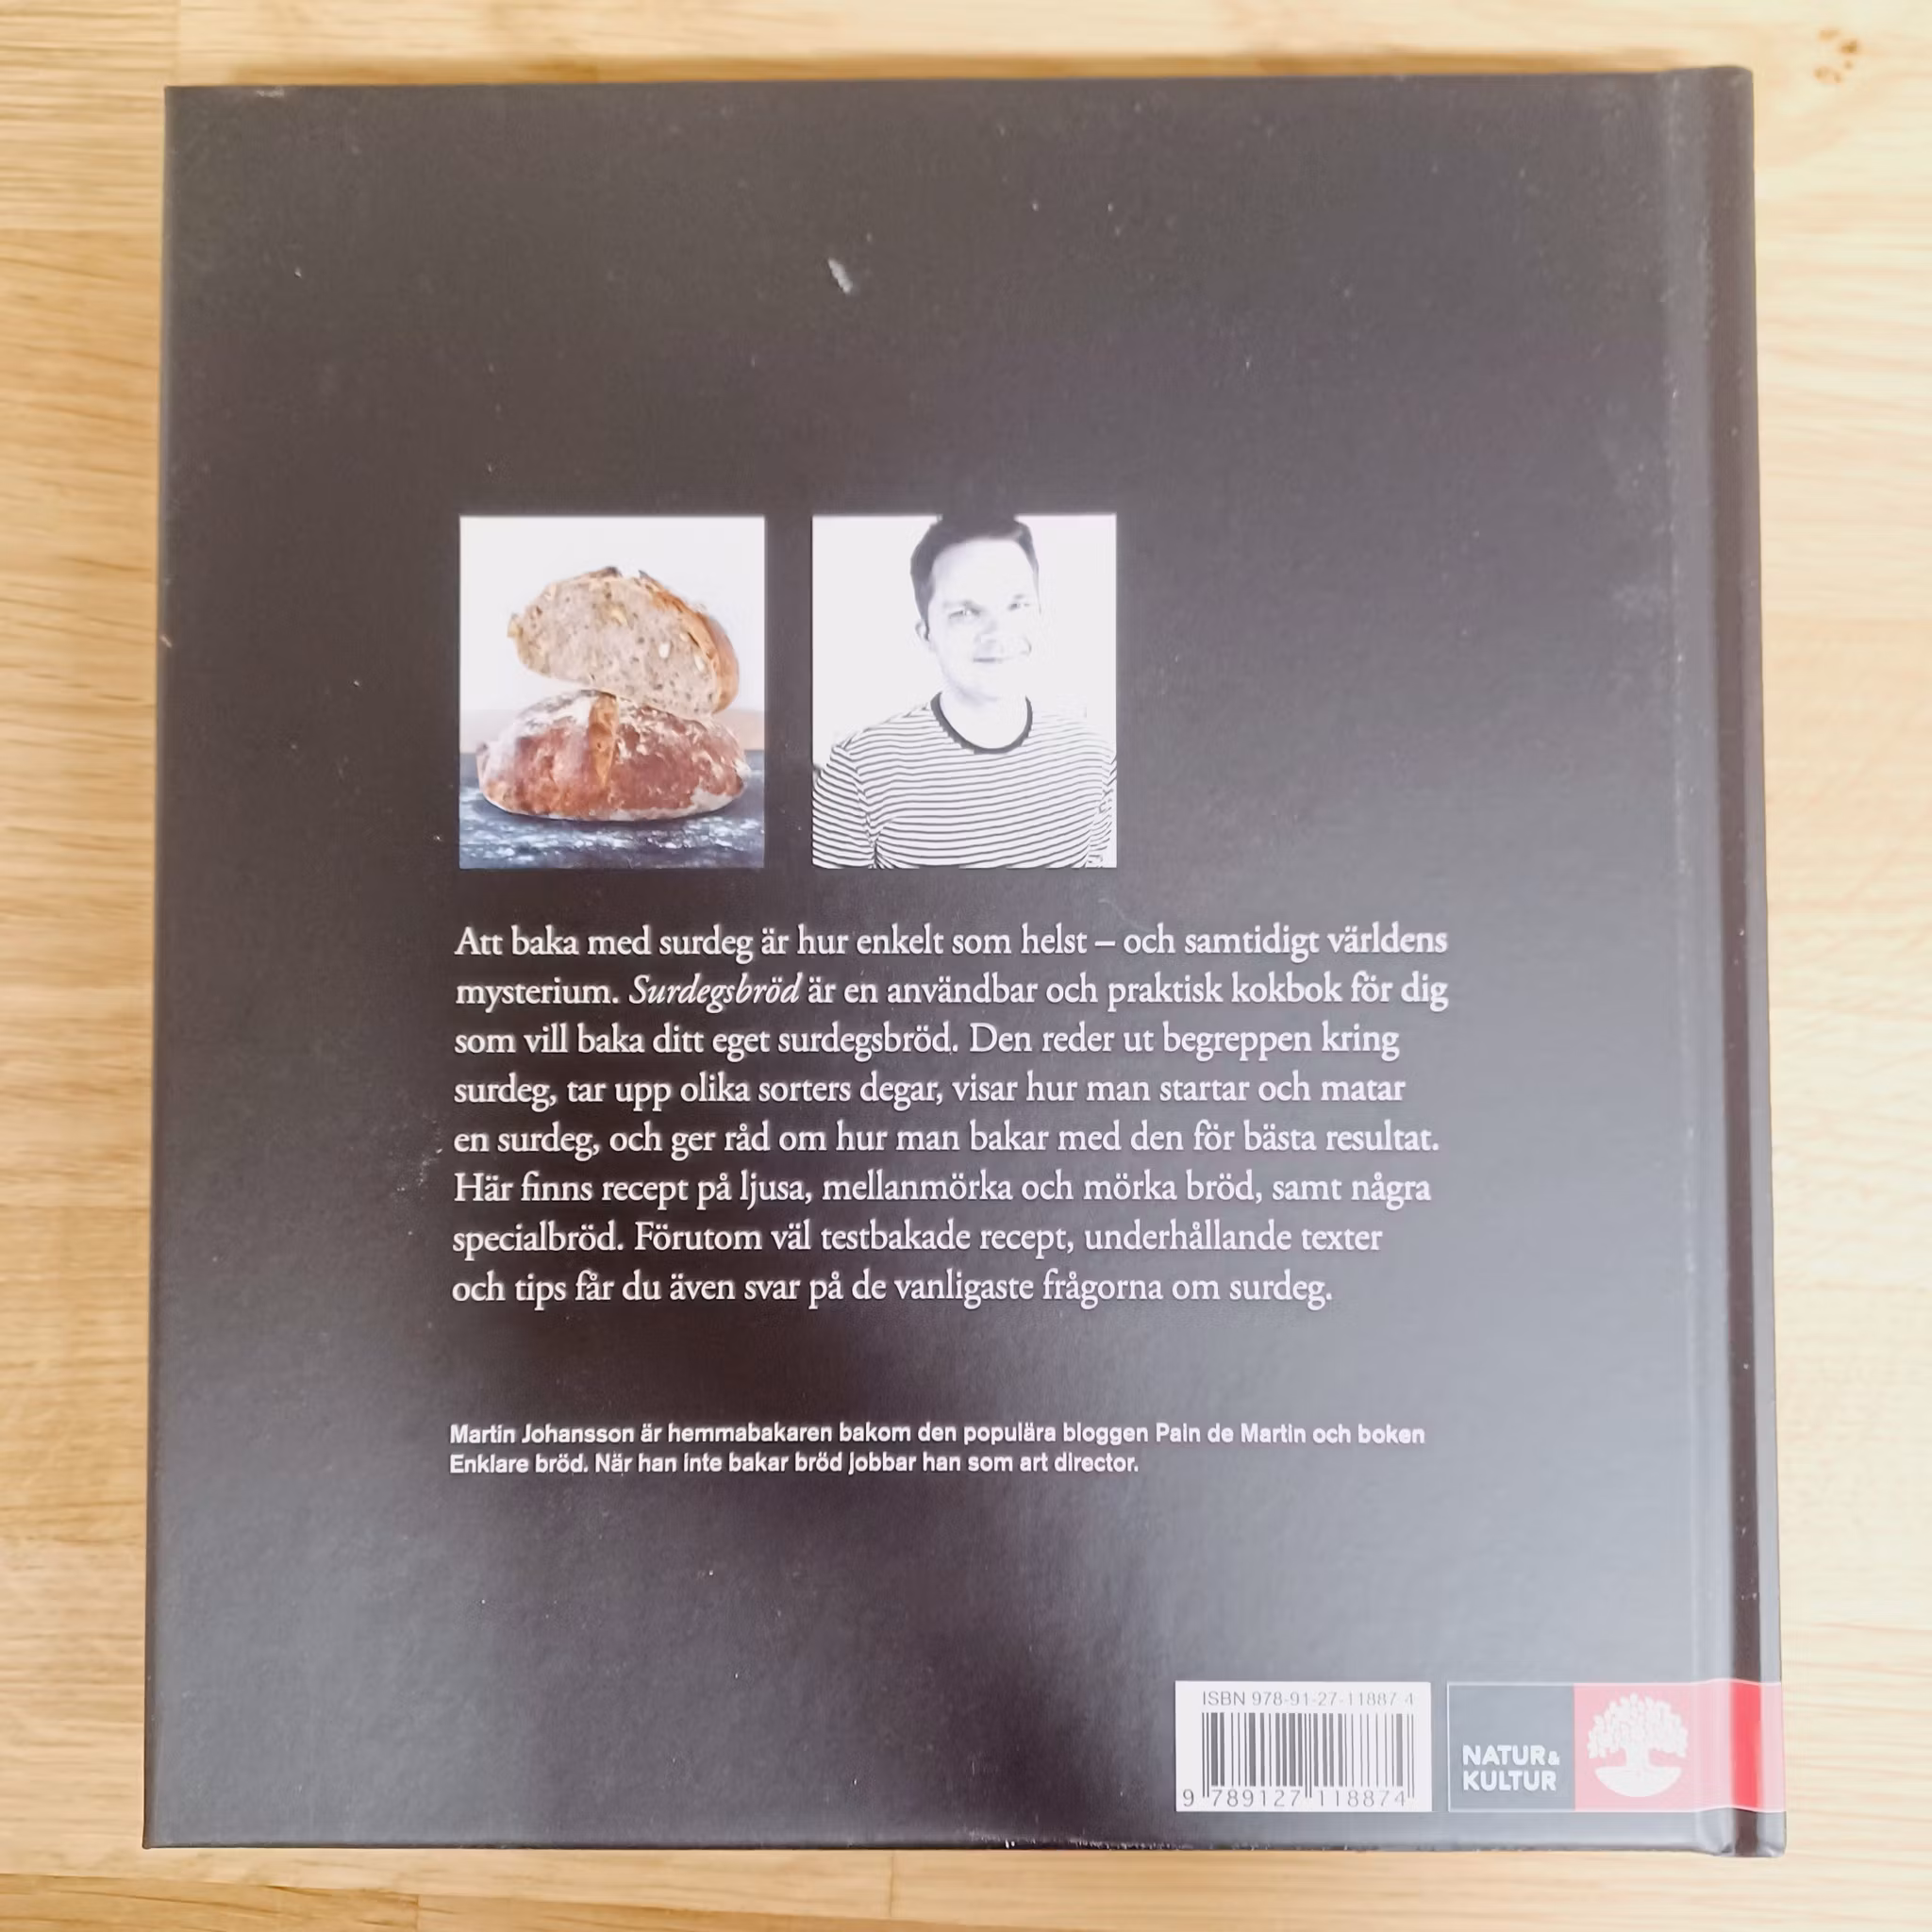 Att baka med surdeg är hur enkelt som helst – och samtidigt världens
mysterium. Surdegsbröd är en användbar och praktisk kokbok för dig
som vill baka ditt eget surdegsbröd. Den reder ut begreppen kring
surdeg, tar upp olika sorters degar, visar hur man startar och matar
en surdeg, och ger råd om hur man bakar med den för bästa resultat.
Här finns recept på ljusa, mellanmörka och mörka bröd, samt några
specialbröd. Förutom väl testbakade recept, underhållande texter
och tips får du även svar på de vanligaste frågorna om surdeg.
Martin Johansson är hemmabakaren bakom den populära bloggen Pain de Martin och boken
Enklare bröd. När han inte bakar bröd jobbar han som art director.
ISBN 978-91-27-11887-4
9 789127 118874
NATUR &
KULTUR